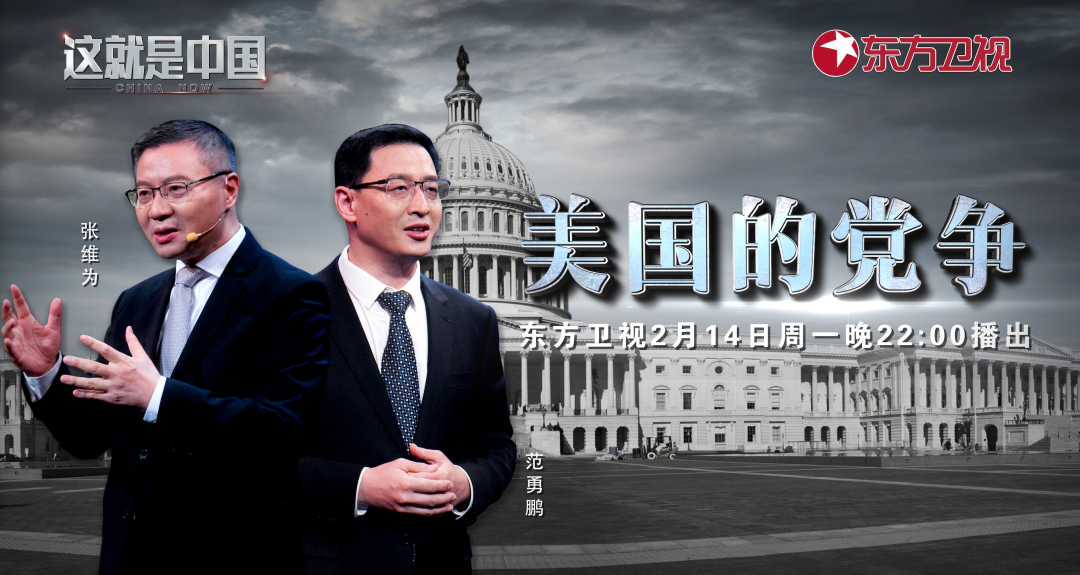 这就是中国
CHINA NOW
东方卫视
张维为
美国的党争
东方卫视2月14日周一晚22:00播出
范勇鹏